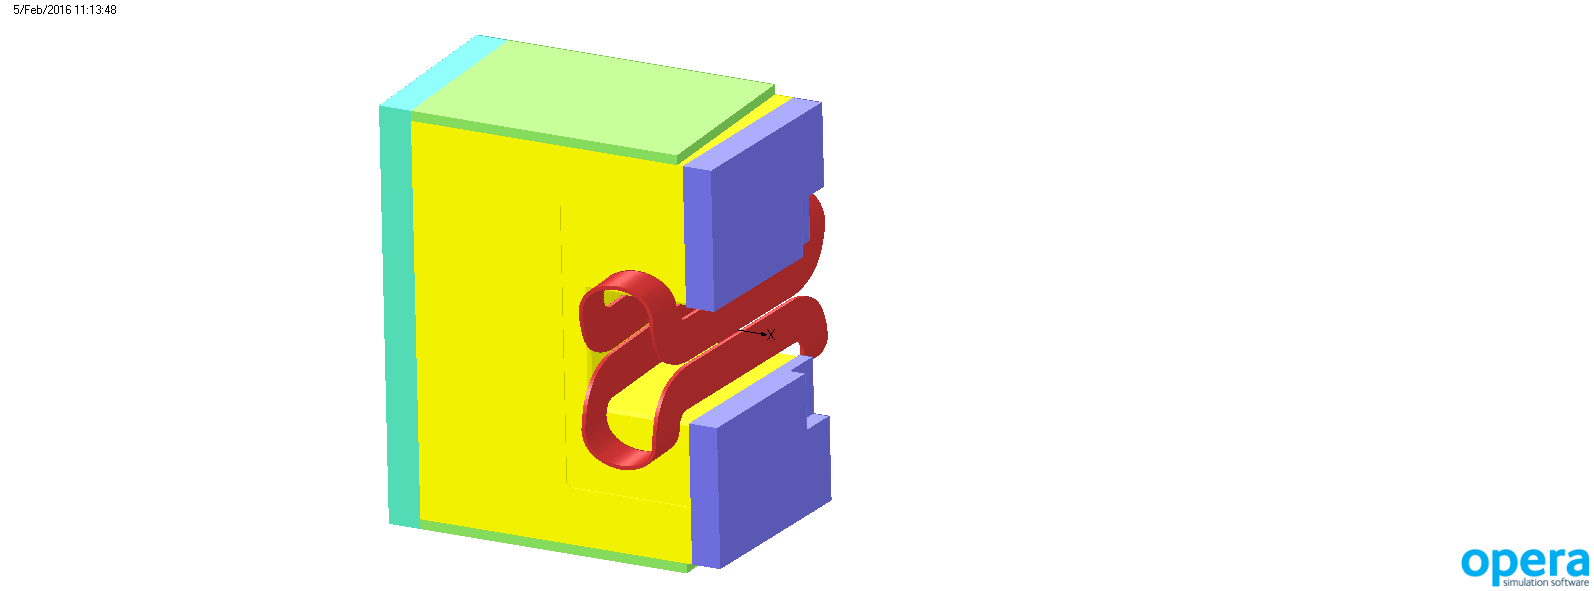 5/Feb/2016 11:13:48
X
opera
simulation software